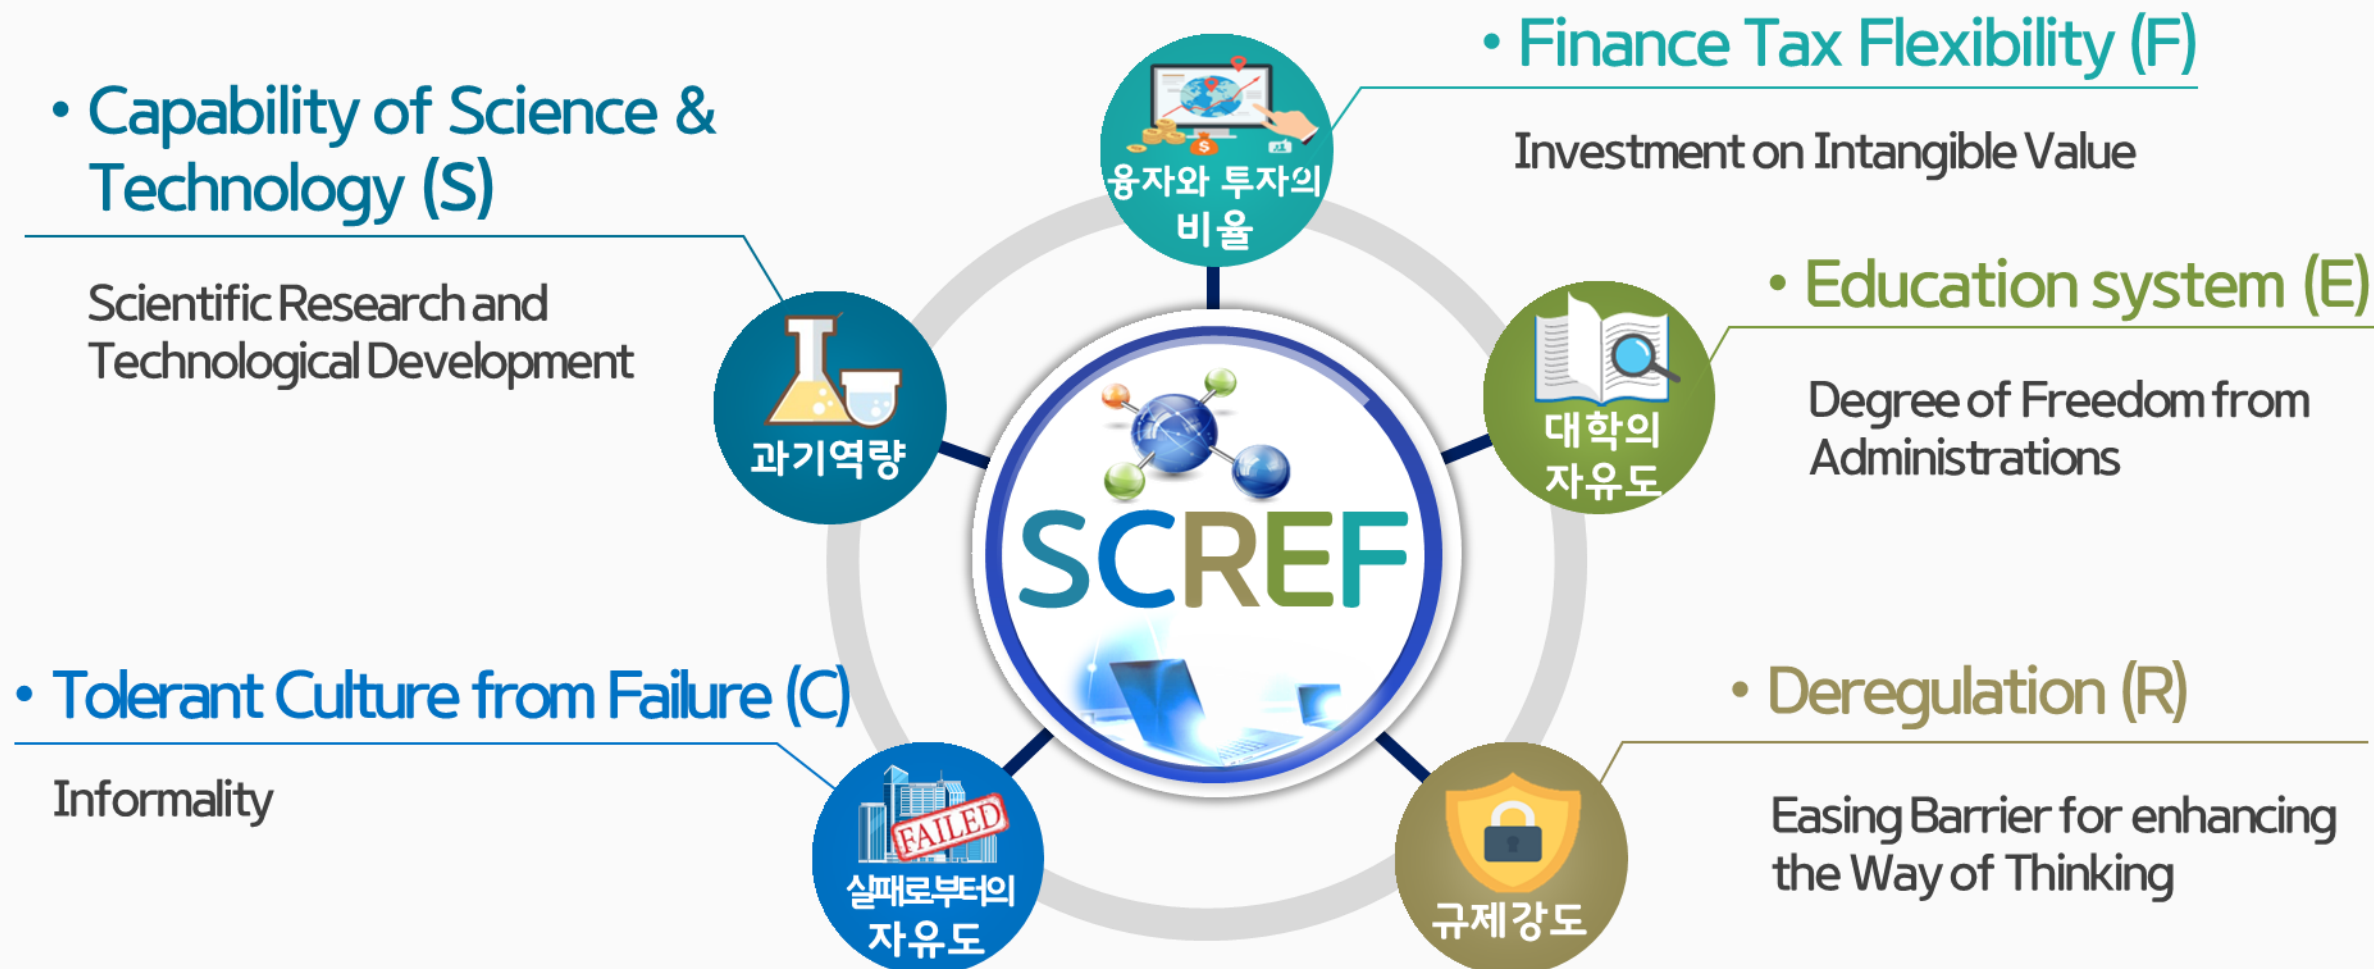 • Capability of Science &
Technology (S)
Scientific Research and
Technological Development
과기역량
• Finance Tax Flexibility (F)
Investment on Intangible Value
융자와 투자의
비율
• Education system (E)
Degree of Freedom from
Administrations
대학의
자유도
SCREF
• Tolerant Culture from Failure (C)
Informality
FAILED
실패로부터의
자유도
• Deregulation (R)
Easing Barrier for enhancing
the Way of Thinking
규제강도